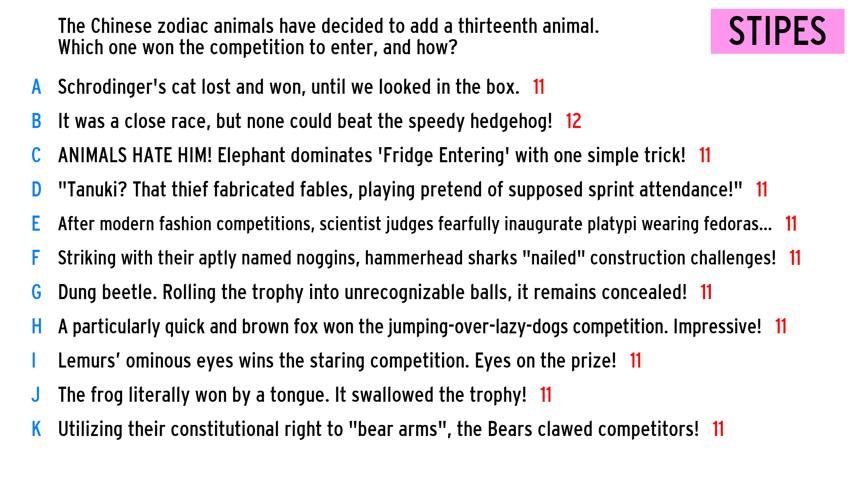 The Chinese zodiac animals have decided to add a thirteenth animal.
Which one won the competition to enter, and how?
STIPES
A Schrodinger's cat lost and won, until we looked in the box. 11
B It was a close race, but none could beat the speedy hedgehog! 12
C ANIMALS HATE HIM! Elephant dominates 'Fridge Entering' with one simple trick! 11
D "Tanuki? That thief fabricated fables, playing pretend of supposed sprint attendance!" 11
E After modern fashion competitions, scientist judges fearfully inaugurate platypi wearing fedoras... 11
F Striking with their aptly named noggins, hammerhead sharks "nailed" construction challenges! 11
G Dung beetle. Rolling the trophy into unrecognizable balls, it remains concealed! 11
H A particularly quick and brown fox won the jumping-over-lazy-dogs competition. Impressive! 11
I Lemurs’ ominous eyes wins the staring competition. Eyes on the prize! 11
J The frog literally won by a tongue. It swallowed the trophy! 11
K Utilizing their constitutional right to "bear arms", the Bears clawed competitors! 11